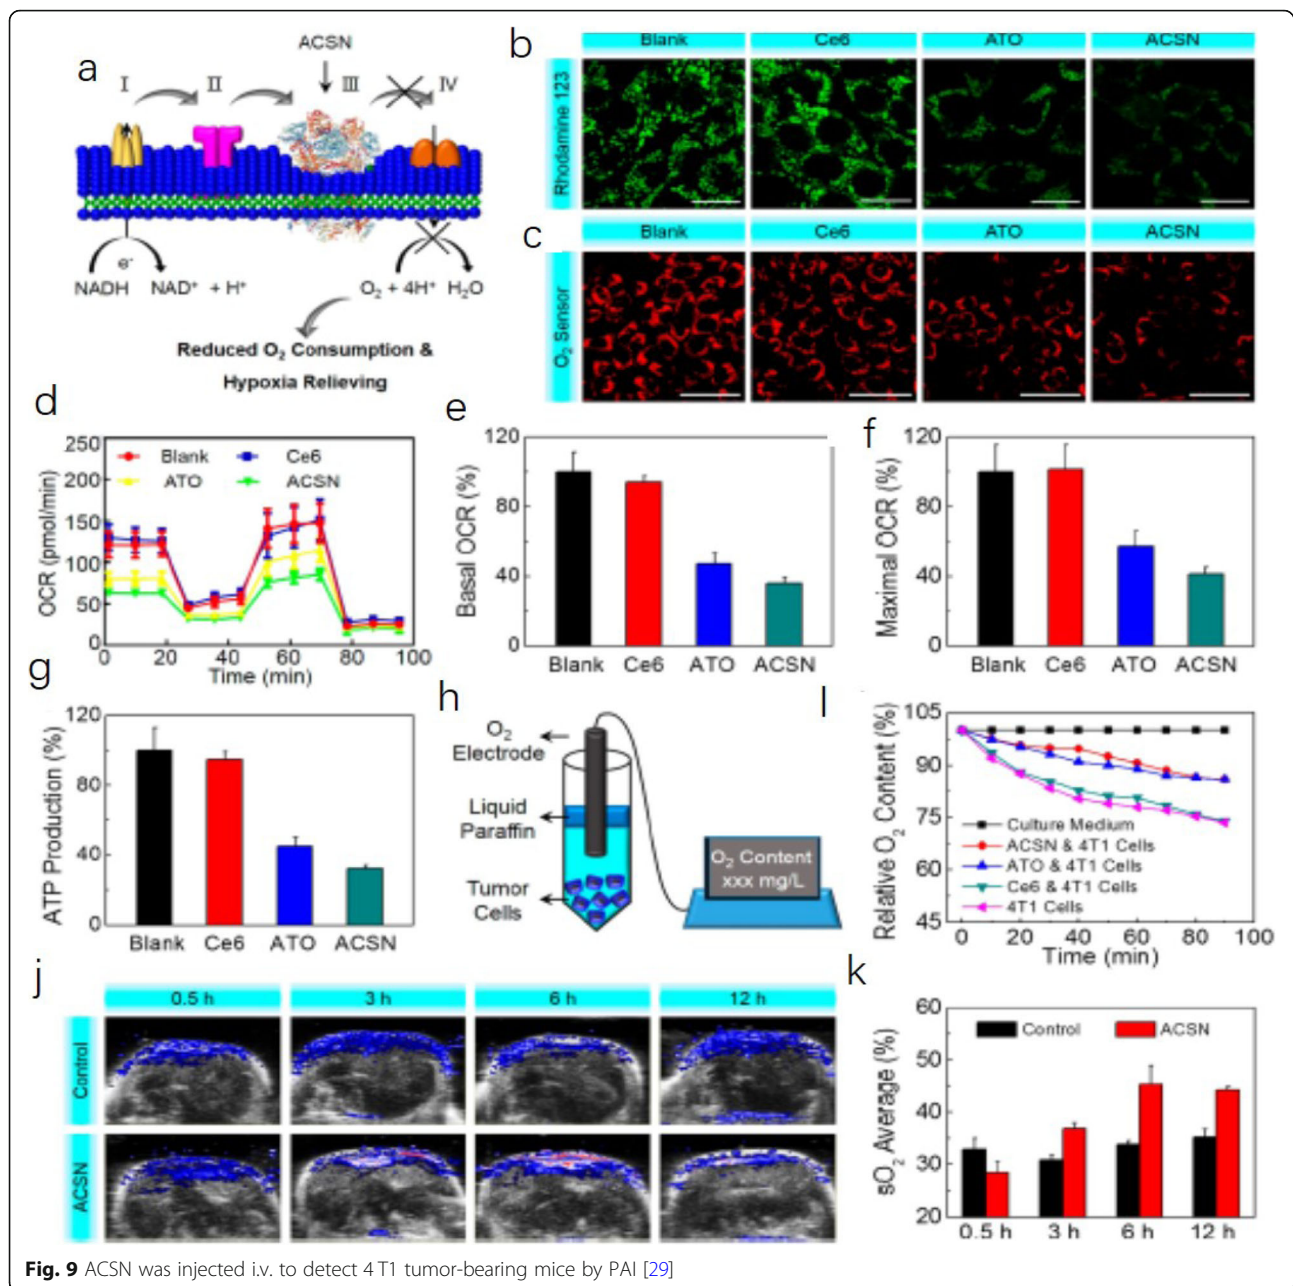 a
ACSN
I II III IV
e-
NADH NAD⁺ + H⁺ O₂ + 4H⁺ H₂O
Reduced O₂ Consumption &
Hypoxia Relieving
b
Blank Ce6 ATO ACSN
Rhodamine 123
c
Blank Ce6 ATO ACSN
O₂ Sensor
d
OCR (pmol/min)
250
200
150
100
50
0
Blank Ce6
ATO ACSN
0 20 40 60 80 100
Time (min)
e
Basal OCR (%)
120
80
40
0
Blank Ce6 ATO ACSN
f
Maximal OCR (%)
120
80
40
0
Blank Ce6 ATO ACSN
g
ATP Production (%)
120
80
40
0
Blank Ce6 ATO ACSN
h
O₂
Electrode
Liquid
Paraffin
Tumor
Cells
O₂ Content
xxx mg/L
l
Relative O₂ Content (%)
105
90
75
60
45
Culture Medium
ACSN & 4T1 Cells
ATO & 4T1 Cells
Ce6 & 4T1 Cells
4T1 Cells
0 20 40 60 80 100
Time (min)
j
0.5 h 3 h 6 h 12 h
Control
ACSN
k
sO₂ Average (%)
60
50
40
30
20
Control ACSN
0.5 h 3 h 6 h 12 h
Fig. 9 ACSN was injected i.v. to detect 4 T1 tumor-bearing mice by PAI [29]